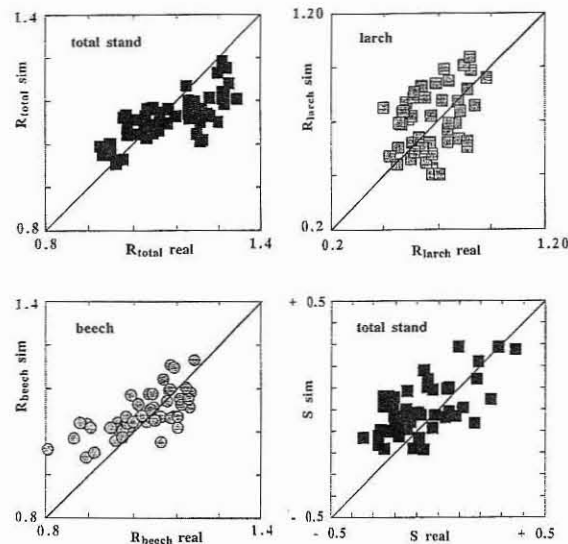 1.4
total stand
R total sim
0.8
0.8
R total real
1.4
1.20
larch
R larch sim
0.2
0.2
R larch real
1.20
1.4
beech
R beech sim
0.8
0.8
R beech real
1.4
+ 0.5
total stand
S sim
- 0.5
-0.5
S real
+ 0.5